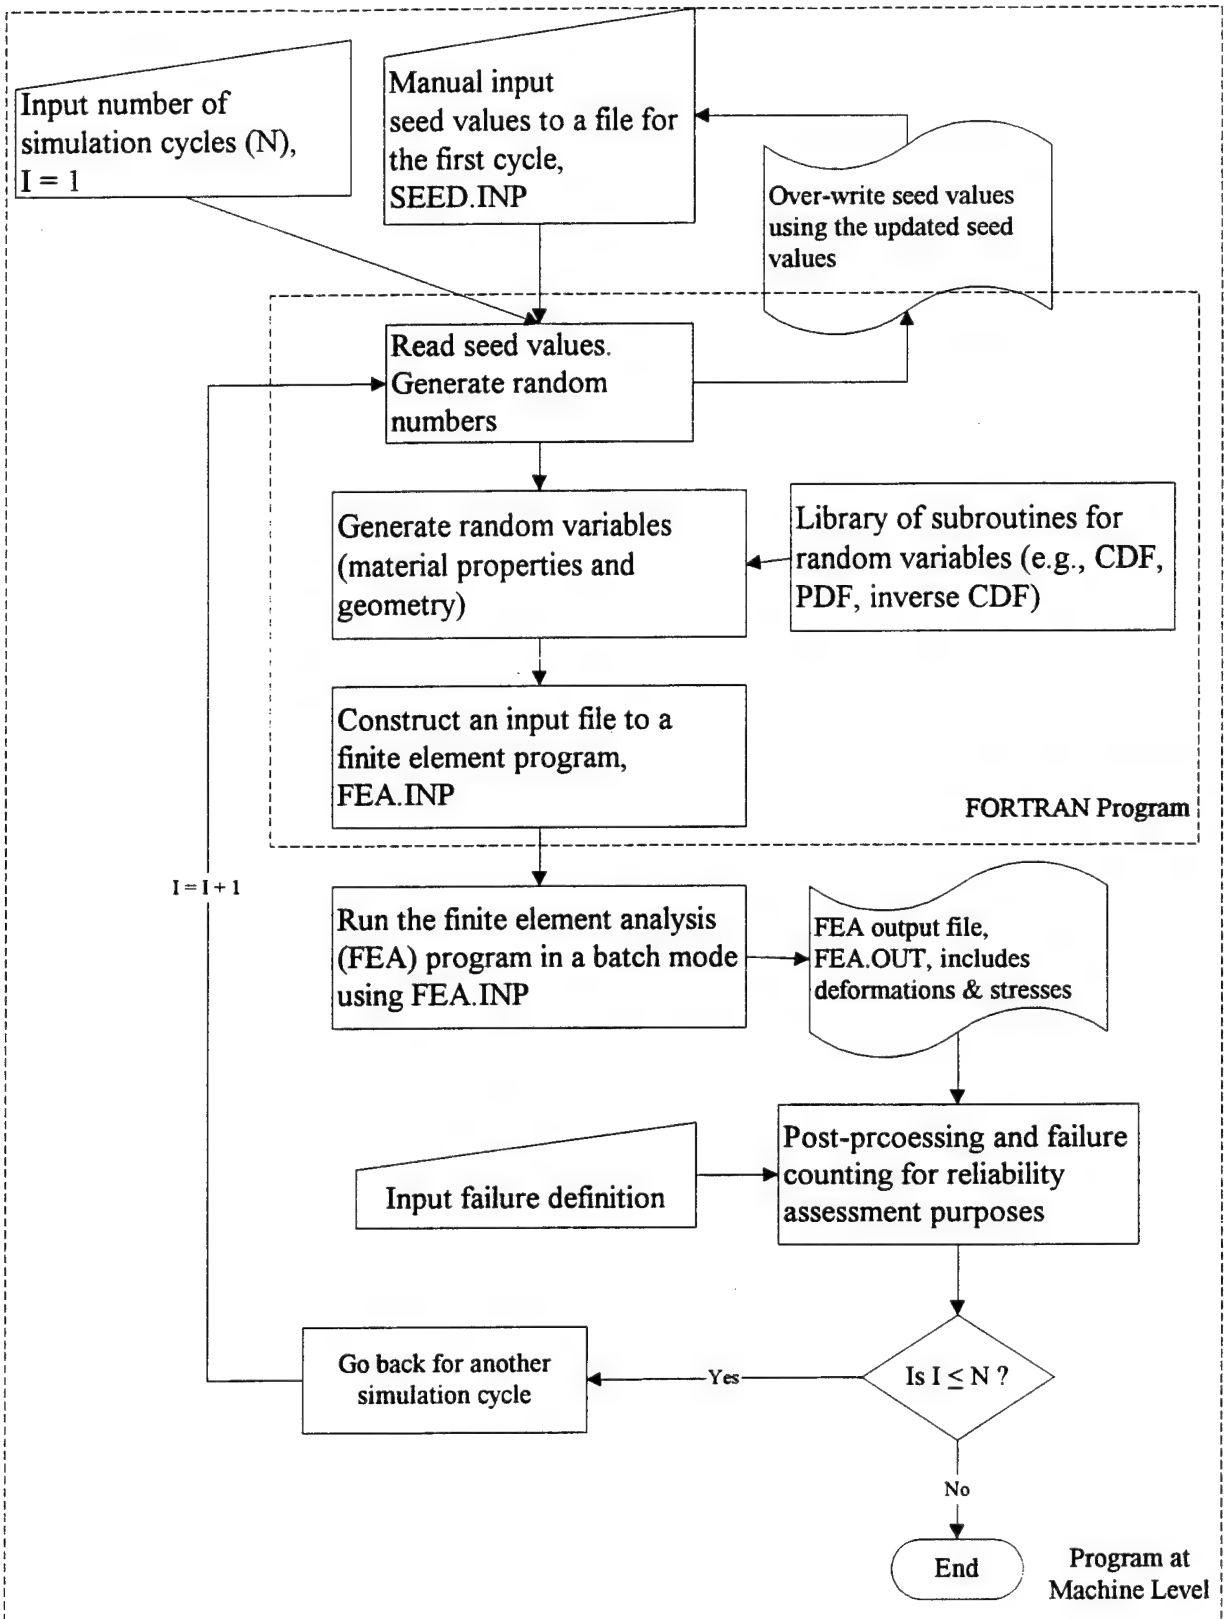 Input number of
simulation cycles (N),
I = 1
Manual input
seed values to a file for
the first cycle,
SEED.INP
Over-write seed values
using the updated seed
values
Read seed values.
Generate random
numbers
Generate random variables
(material properties and
geometry)
Library of subroutines for
random variables (e.g., CDF,
PDF, inverse CDF)
Construct an input file to a
finite element program,
FEA.INP
FORTRAN Program
I = I + 1
Run the finite element analysis
(FEA) program in a batch mode
using FEA.INP
FEA output file,
FEA.OUT, includes
deformations & stresses
Input failure definition
Post-prcoessing and failure
counting for reliability
assessment purposes
Go back for another
simulation cycle
Yes
Is I ≤ N ?
No
End
Program at
Machine Level